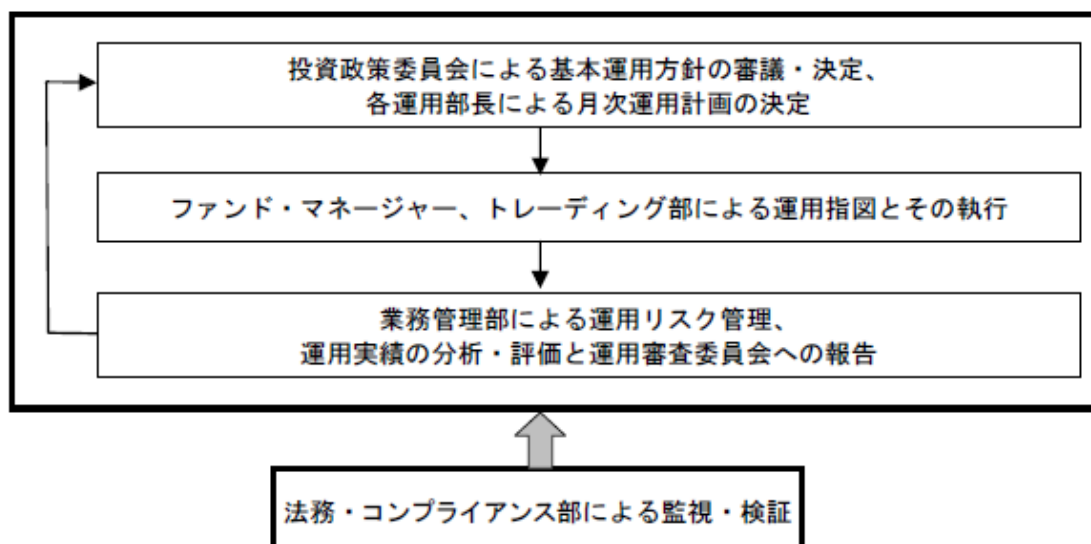 投資政策委員会による基本運用方針の審議・決定、
各運用部長による月次運用計画の決定
ファンド・マネージャー、トレーディング部による運用指図とその執行
業務管理部による運用リスク管理、
運用実績の分析・評価と運用審査委員会への報告
法務・コンプライアンス部による監視・検証